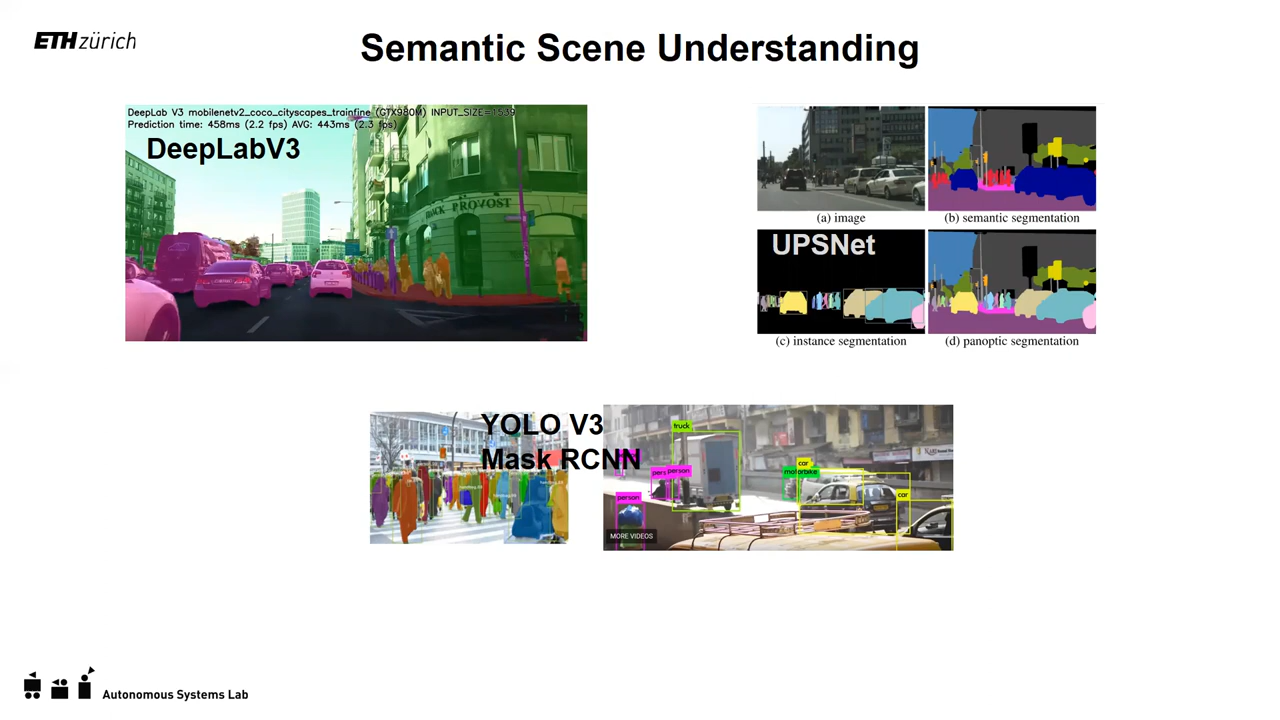 ETH zürich
Semantic Scene Understanding
DeepLab V3 mobilenetv2_coco_cityscapes_trainfine (GTX980M) INPUT_SIZE=1539
Prediction time: 458ms (2.2 fps) AVG: 443ms (2.3 fps)
DeepLabV3
PROVOST
(a) image
(b) semantic segmentation
UPSNet
(c) instance segmentation
(d) panoptic segmentation
YOLO V3
Mask RCNN
truck
person
person
car
motorbike
car
MORE VIDEOS
Autonomous Systems Lab